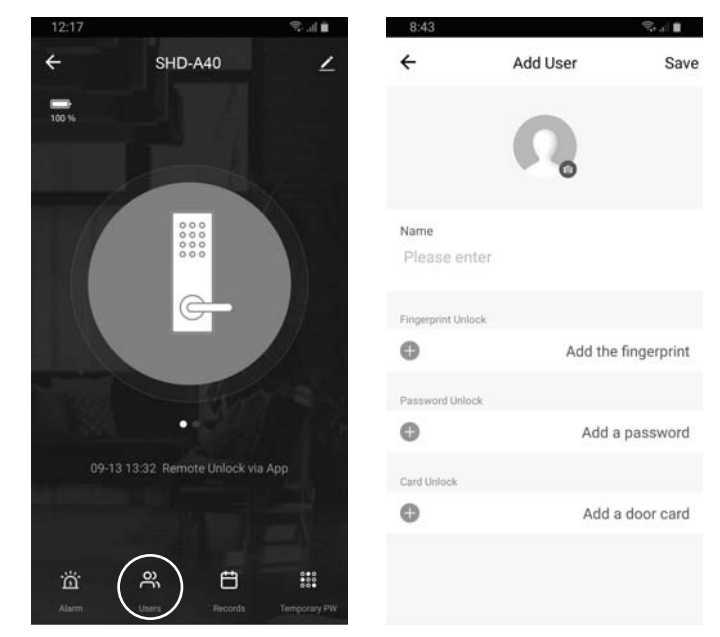 12:17
SHD-A40
100 %
09-13 13:32 Remote Unlock via App
Alarm
Users
Records
Temporary PW
8:43
Add User
Save
Name
Please enter
Fingerprint Unlock
Add the fingerprint
Password Unlock
Add a password
Card Unlock
Add a door card